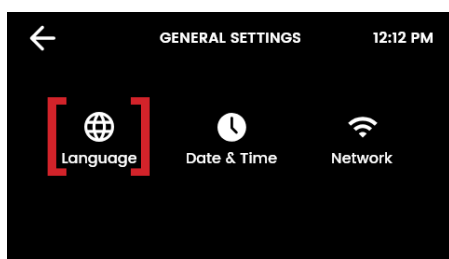 GENERAL SETTINGS 12:12 PM
Language Date & Time Network